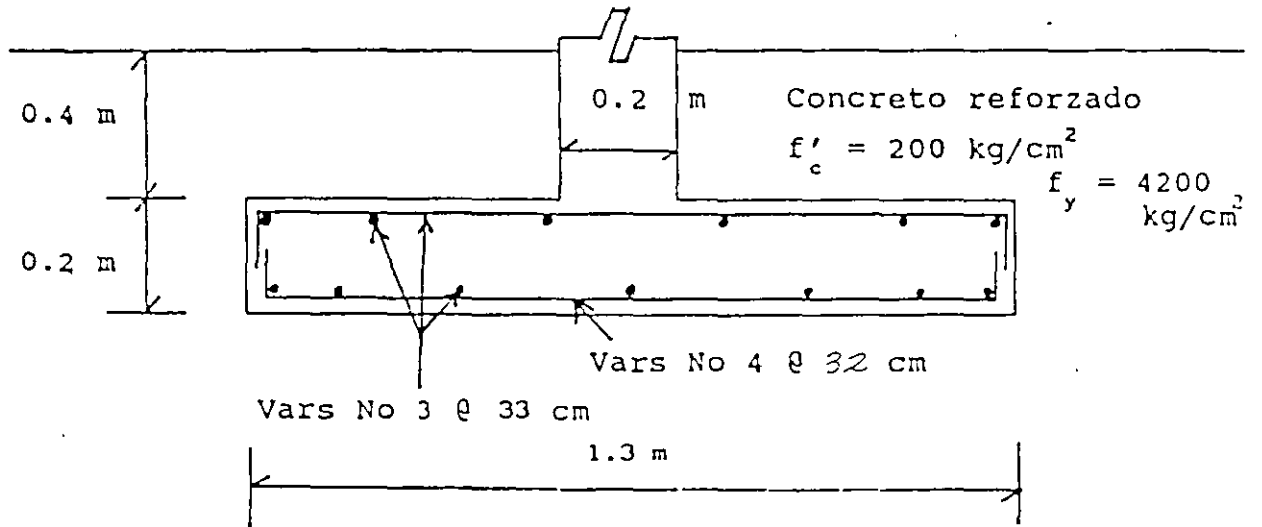 0.4 m
0.2 m
Concreto reforzado
f'c = 200 kg/cm²
fy = 4200
kg/cm²
0.2 m
Vars No 4 @ 32 cm
Vars No 3 @ 33 cm
1.3 m